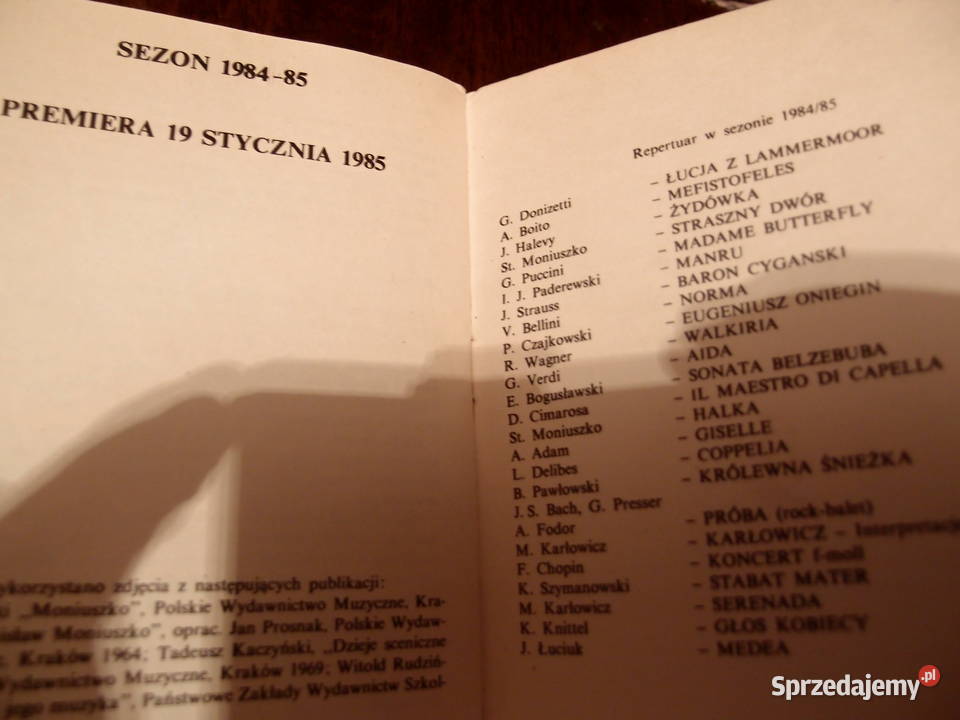 SEZON 1984-85
PREMIERA 19 STYCZNIA 1985
zdjęcia z następujących publikacji:
„Moniuszko", Polskie Wydawnictwo Muzyczne, Kra-
Moniuszko", oprac. Jan Prosnak, Polskie Wydaw-
Kraków 1964; Tadeusz Kaczyński, „Dzieje sceniczne
Wydawnictwo Muzyczne, Kraków 1969; Witold Rudziń-
jego muzyka", Państwowe Zakłady Wydawnictw Szkol-
Repertuar w sezonie 1984/85
G. Donizetti – ŁUCJA Z LAMMERMOOR
A. Boito – MEFISTOFELES
J. Halevy – ŻYDÓWKA
St. Moniuszko – STRASZNY DWÓR
G. Puccini – MADAME BUTTERFLY
I. J. Paderewski – MANRU
J. Strauss – BARON CYGANSKI
V. Bellini – NORMA
P. Czajkowski – EUGENIUSZ ONIEGIN
R. Wagner – WALKIRIA
G. Verdi – AIDA
E. Bogusławski – SONATA BELZEBUBA
D. Cimarosa – IL MAESTRO DI CAPELLA
St. Moniuszko – HALKA
A. Adam – GISELLE
L. Delibes – COPPELJA
B. Pawłowski – KRÓLEWNA ŚNIEŻKA
J. S. Bach, G. Presser
A. Fodor – PRÓBA (rock-balet)
M. Karłowicz – KARŁOWICZ – Interpretacje
F. Chopin – KONCERT f-moll
K. Szymanowski – STABAT MATER
M. Karłowicz – SERENADA
K. Knittel – GŁOS KOBIECY
J. Łuciuk – MEDEA
Sprzedajemy.pl